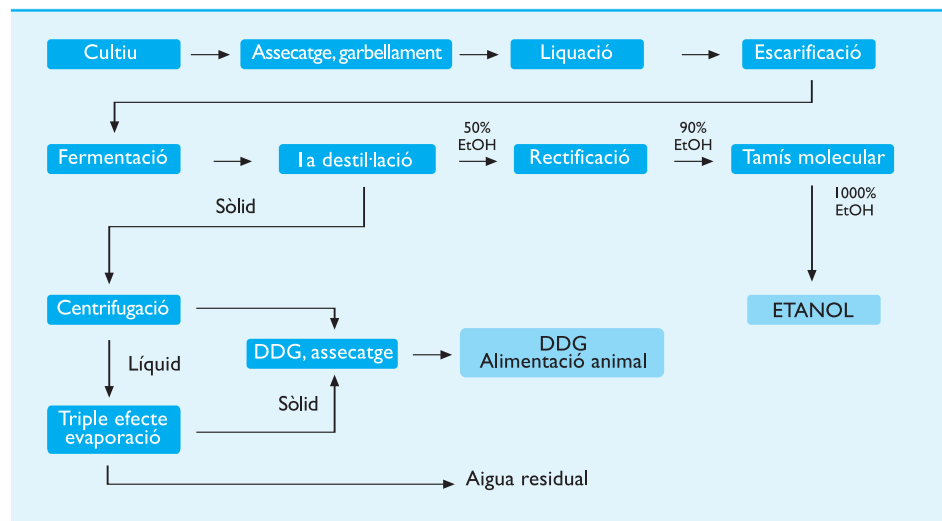 Cultiu
Assecatge, garbellament
Liquació
Escarificació
Fermentació
1a destil·lació
50%
EtOH
Rectificació
90%
EtOH
Tamís molecular
1000%
EtOH
Sòlid
Centrifugació
ETANOL
DDG, assecatge
DDG
Alimentació animal
Líquid
Sòlid
Triple efecte
evaporació
Aigua residual